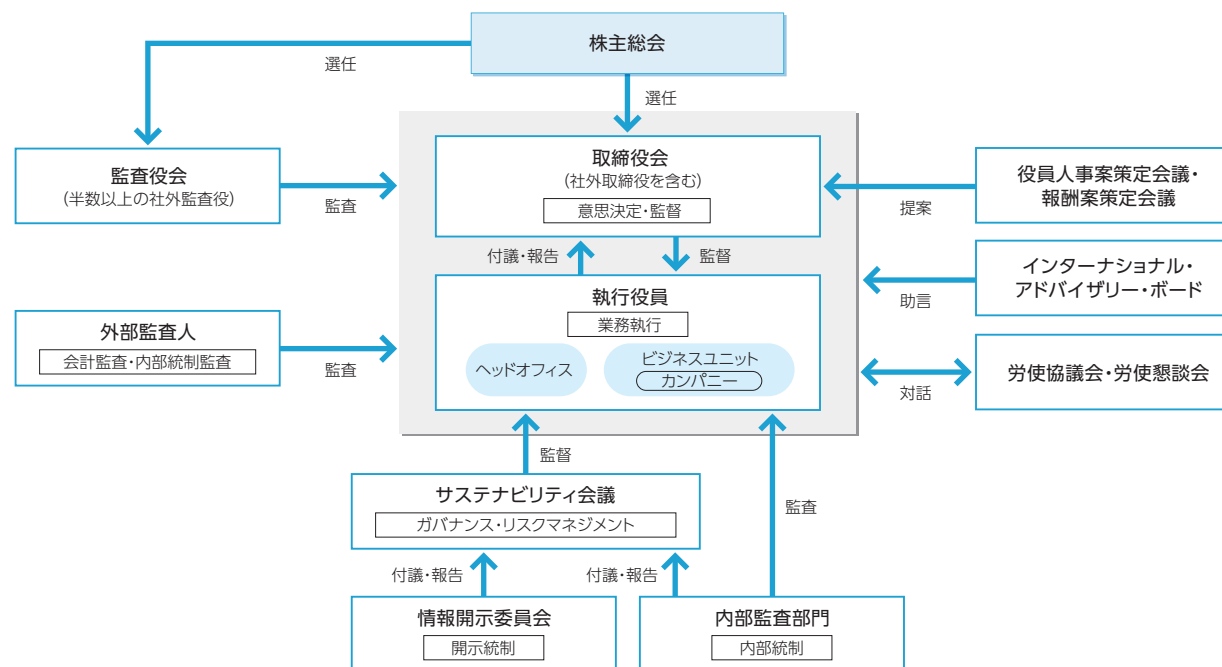 株主総会
選任
選任
監査役会
(半数以上の社外監査役)
監査
取締役会
(社外取締役を含む)
意思決定・監督
提案
役員人事案策定会議・
報酬案策定会議
付議・報告
監督
インターナショナル・
アドバイザリー・ボード
助言
執行役員
業務執行
ヘッドオフィス
ビジネスユニット
カンパニー
外部監査人
会計監査・内部統制監査
監査
労使協議会・労使懇談会
対話
監督
サステナビリティ会議
ガバナンス・リスクマネジメント
監査
付議・報告
付議・報告
情報開示委員会
開示統制
内部監査部門
内部統制